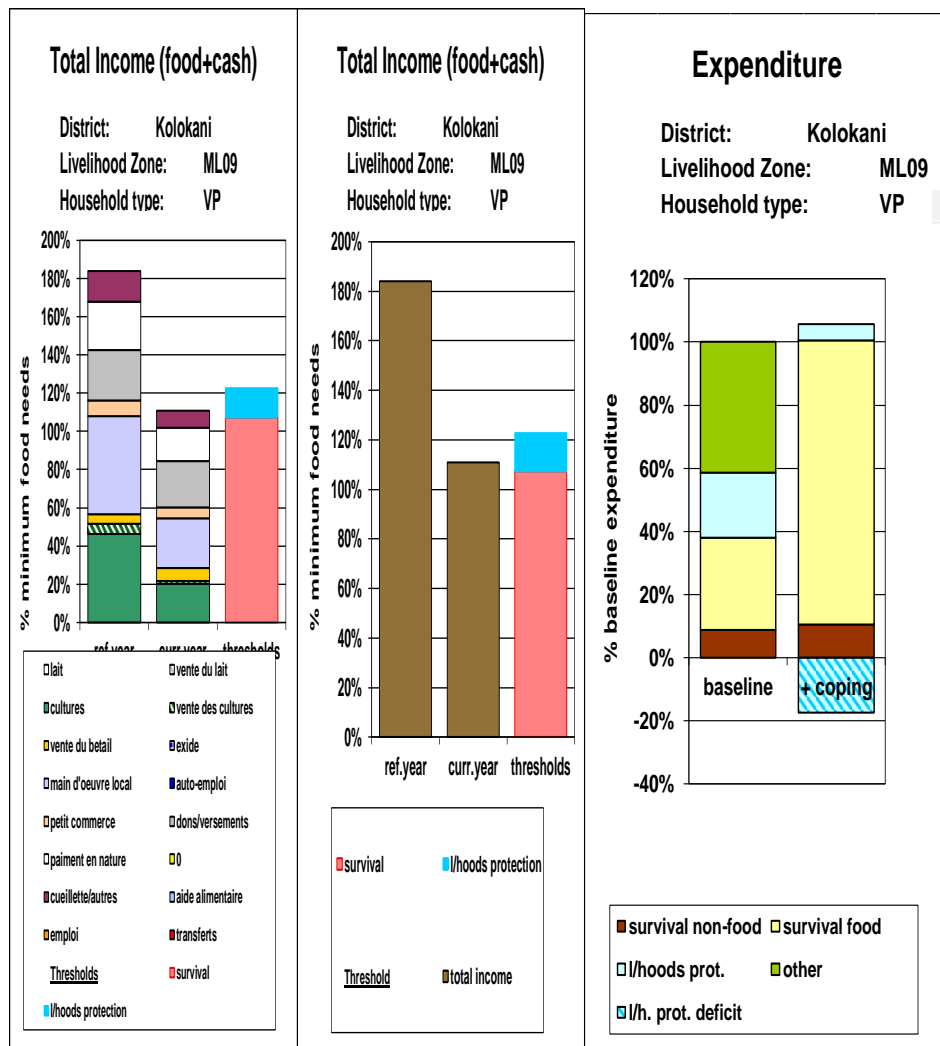 Total Income (food+cash)
District: Kolokani
Livelihood Zone: ML09
Household type: VP
200%
180%
160%
140%
120%
100%
80%
60%
40%
20%
0%
% minimum food needs
ref.year curr.year thresholds
lait vente du lait
cultures vente des cultures
vente du betail exide
main d'oeuvre local auto-emploi
petit commerce dons/versements
paiment en nature 0
cueillette/autres aide alimentaire
emploi transferts
Thresholds survival
l/hoods protection
Total Income (food+cash)
District: Kolokani
Livelihood Zone: ML09
Household type: VP
200%
180%
160%
140%
120%
100%
80%
60%
40%
20%
0%
% minimum food needs
ref.year curr.year thresholds
survival l/hoods protection
Threshold total income
Expenditure
District: Kolokani
Livelihood Zone: ML09
Household type: VP
120%
100%
80%
60%
40%
20%
0%
-20%
-40%
% baseline expenditure
baseline + coping
survival non-food survival food
l/hoods prot. other
l/h. prot. deficit